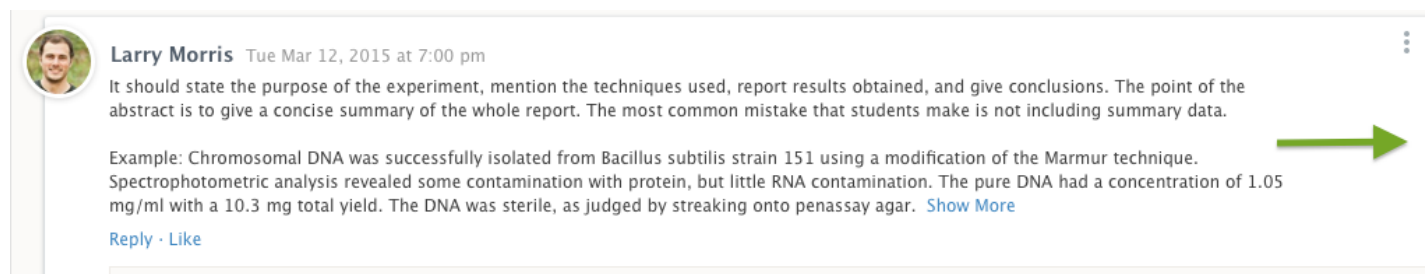 Larry Morris Tue Mar 12, 2015 at 7:00 pm
It should state the purpose of the experiment, mention the techniques used, report results obtained, and give conclusions. The point of the
abstract is to give a concise summary of the whole report. The most common mistake that students make is not including summary data.
Example: Chromosomal DNA was successfully isolated from Bacillus subtilis strain 151 using a modification of the Marmur technique.
Spectrophotometric analysis revealed some contamination with protein, but little RNA contamination. The pure DNA had a concentration of 1.05
mg/ml with a 10.3 mg total yield. The DNA was sterile, as judged by streaking onto penassay agar. Show More
Reply · Like